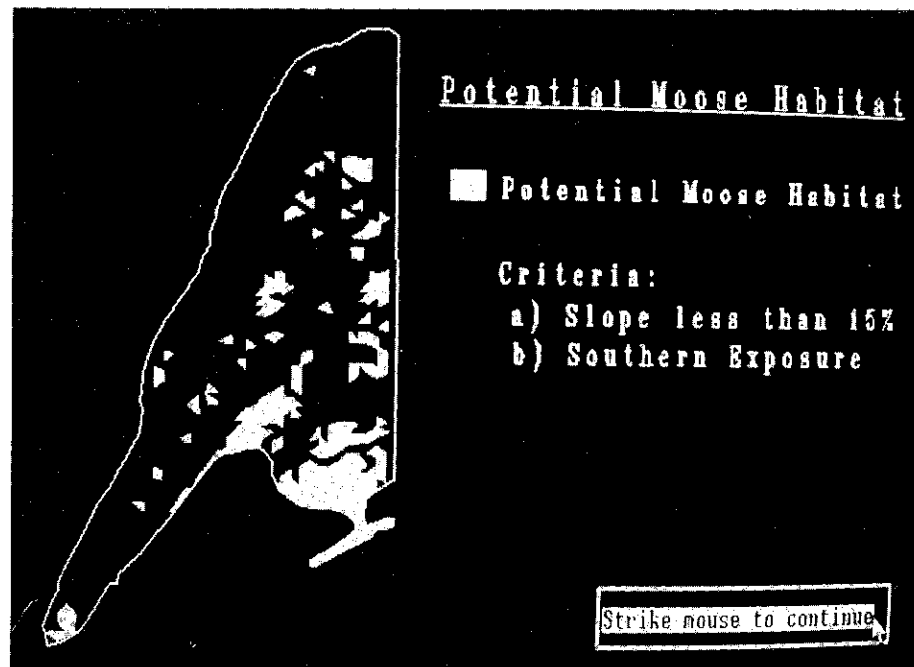 Potential Moose Habitat
Potential Moose Habitat
Criteria:
a) Slope less than 15%
b) Southern Exposure
Strike mouse to continue